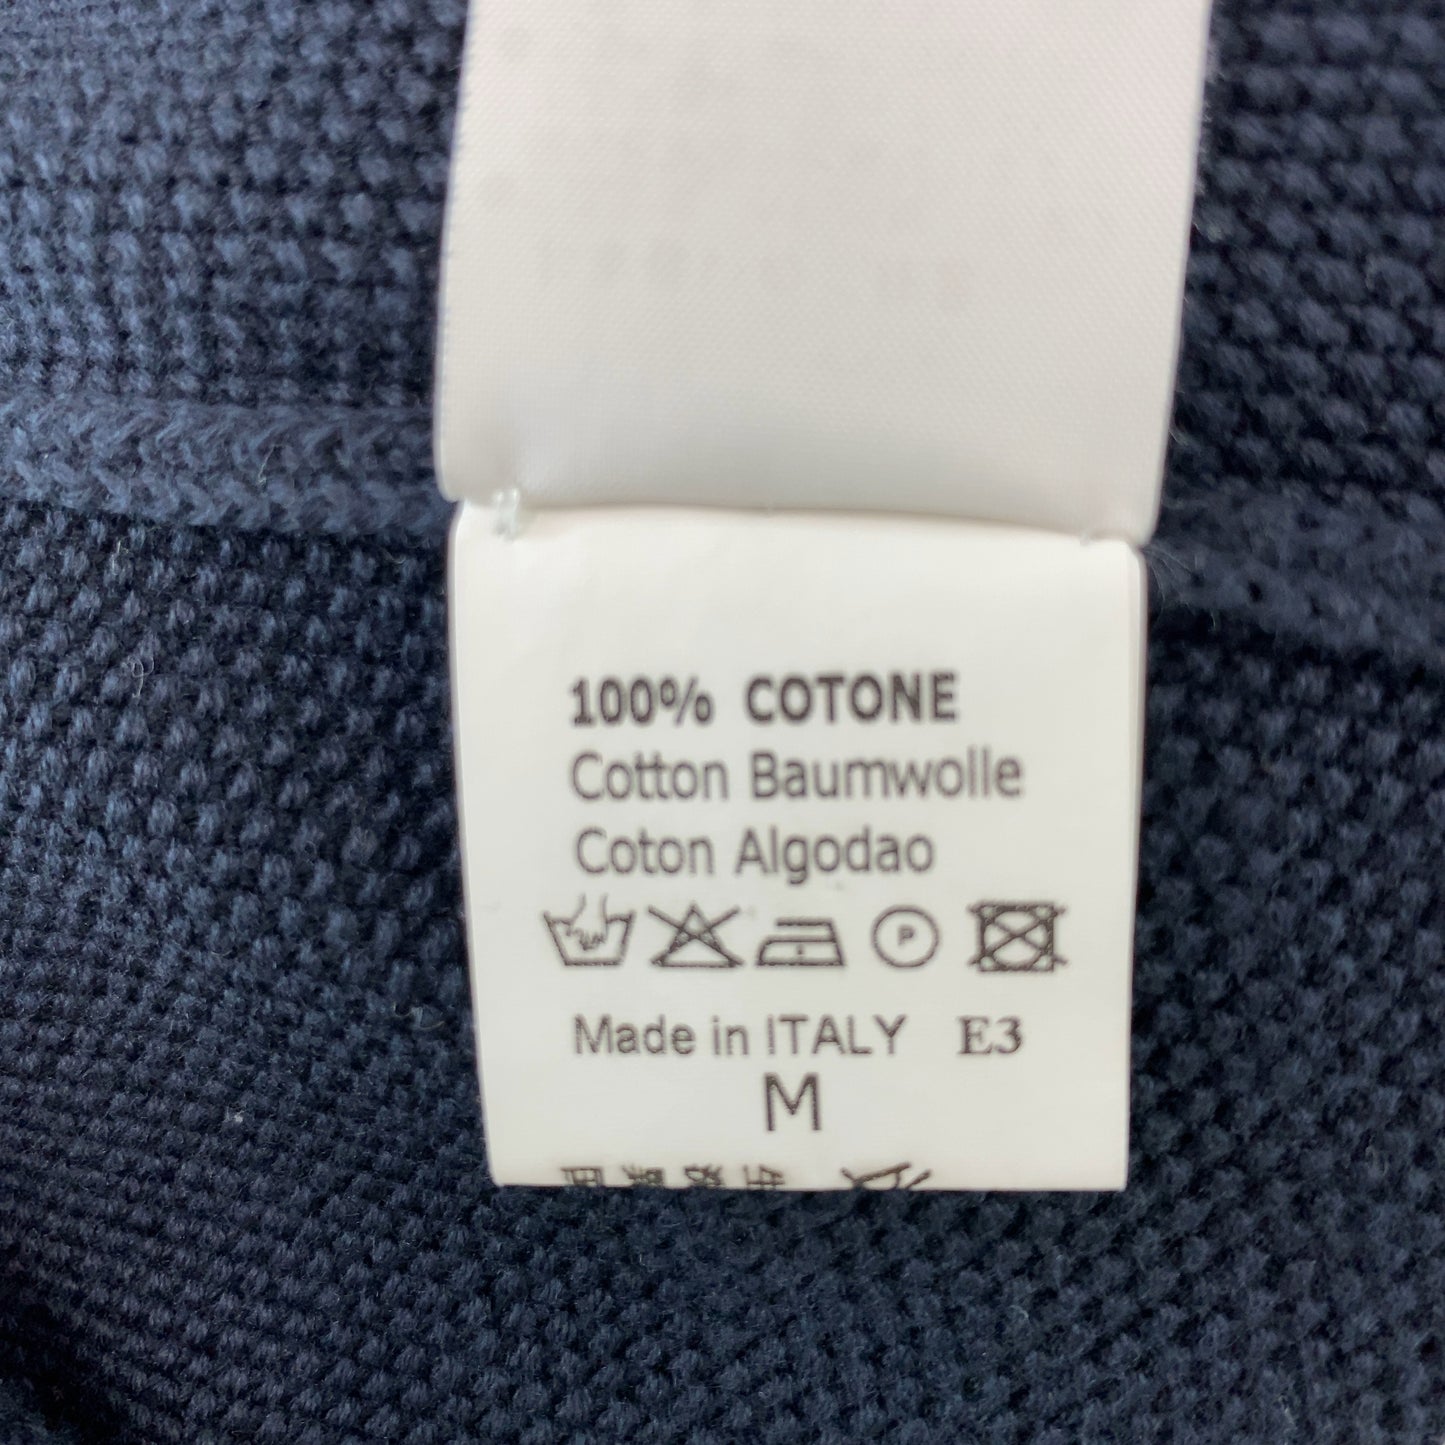 100% COTONE
Cotton Baumwolle
Coton Algodao
P
Made in ITALY E3
M